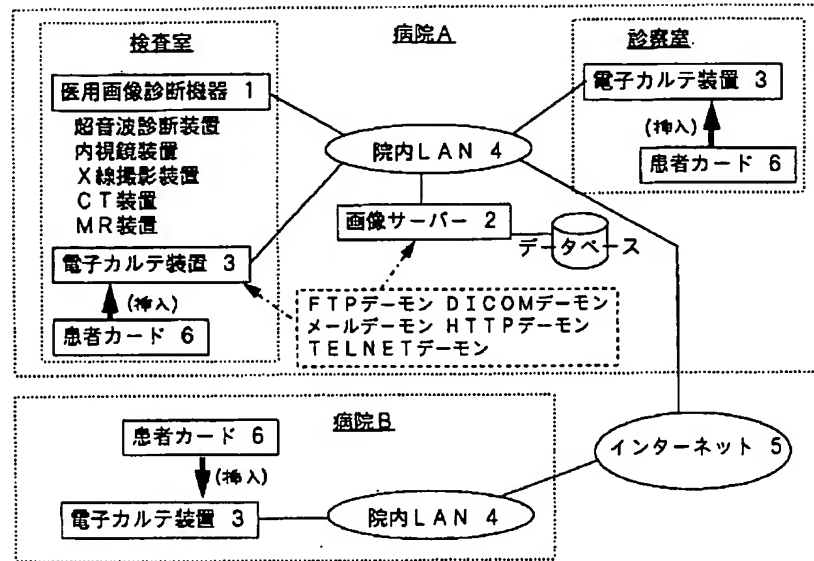 病院A
検査室
医用画像診断機器 1
超音波診断装置
内視鏡装置
X線撮影装置
CT装置
MR装置
電子カルテ装置 3
(挿入)
患者カード 6
院内LAN 4
画像サーバー 2
データベース
FTPデーモン DICOMデーモン
メールデーモン HTTPデーモン
TELNETデーモン
診察室
電子カルテ装置 3
(挿入)
患者カード 6
病院B
患者カード 6
(挿入)
電子カルテ装置 3
院内LAN 4
インターネット 5